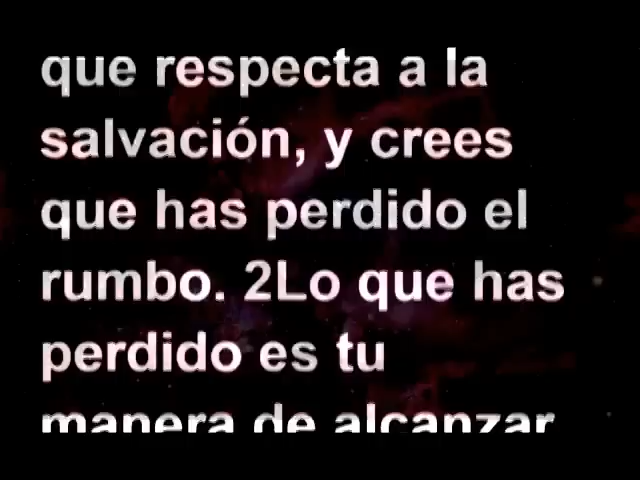 que respecta a la
salvación, y crees
que has perdido el
rumbo. 2Lo que has
perdido es tu
manera de alcanzar